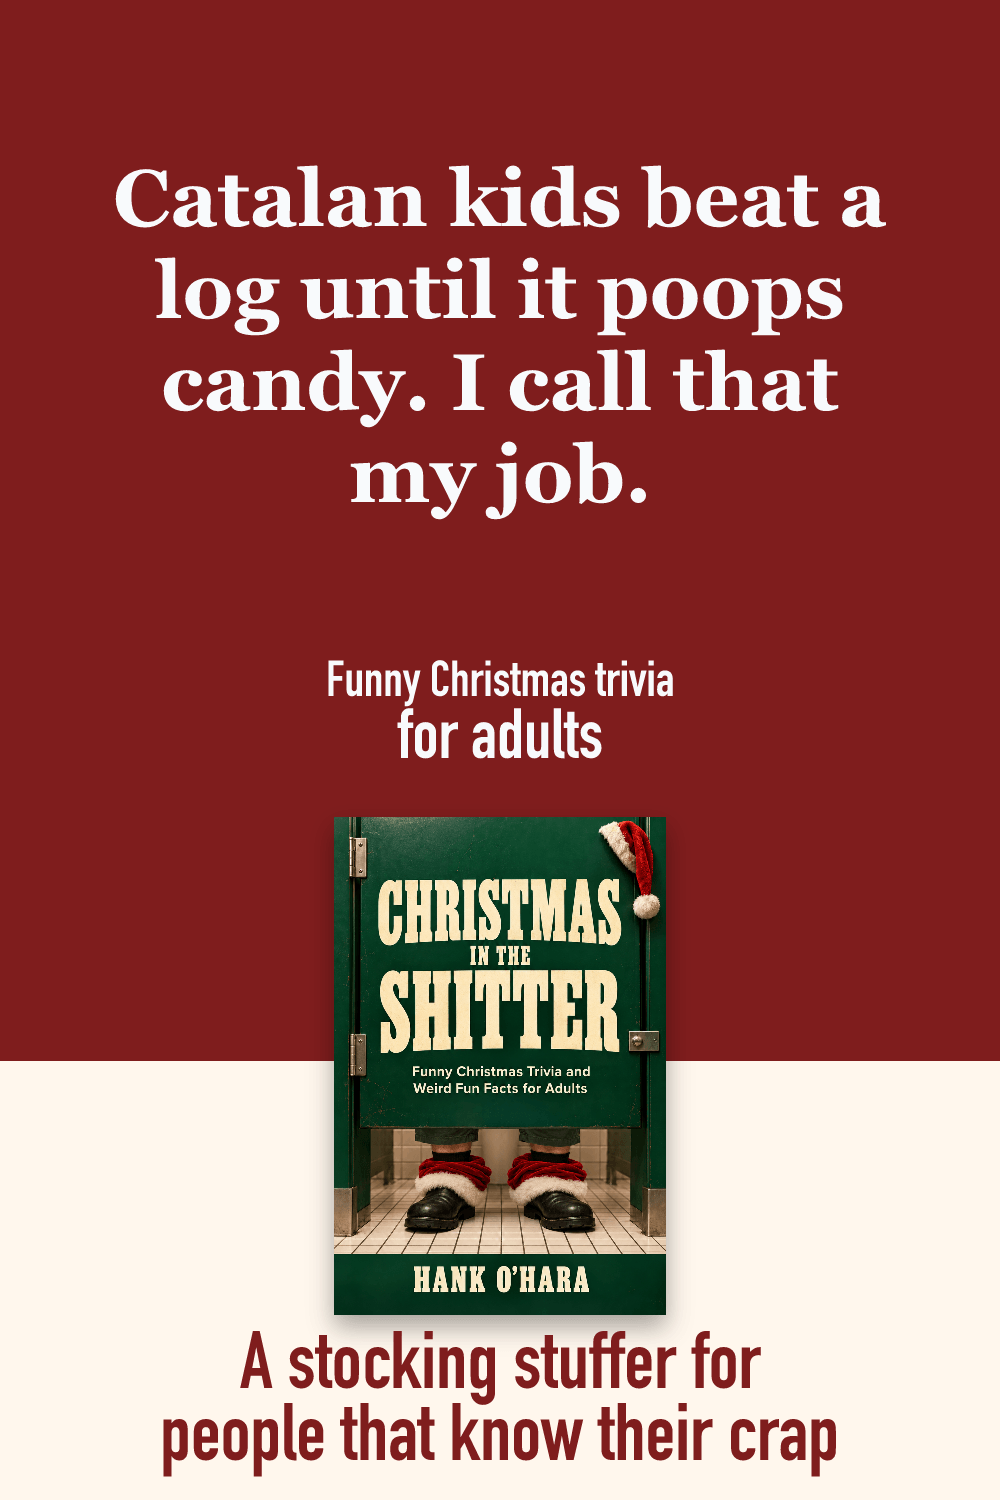 Catalan kids beat a
log until it poops
candy. I call that
my job.
Funny Christmas trivia
for adults
CHRISTMAS
IN THE
SHITTER
Funny Christmas Trivia and
Weird Fun Facts for Adults
HANK O'HARA
A stocking stuffer for
people that know their crap